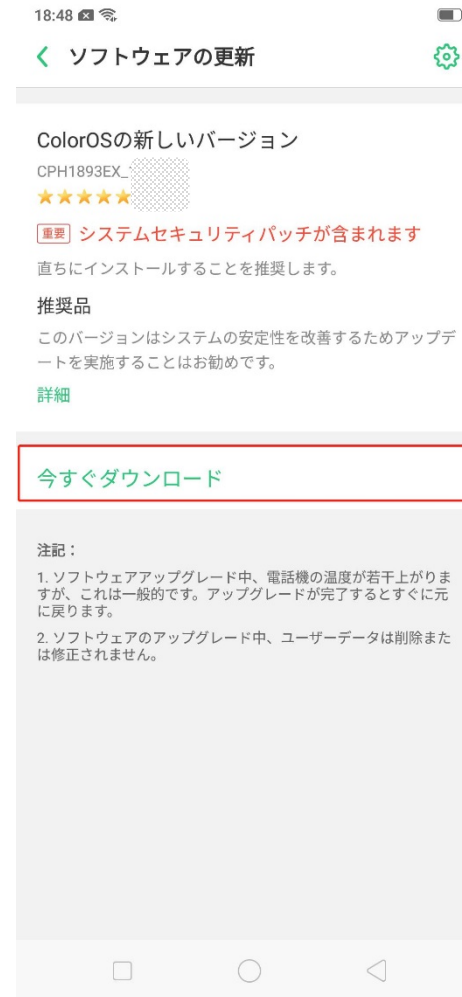 18:48
ソフトウェアの更新
ColorOSの新しいバージョン
CPH1893EX_
重要 システムセキュリティパッチが含まれます
直ちにインストールすることを推奨します。
推奨品
このバージョンはシステムの安定性を改善するためアップデ
ートを実施することはお勧めです。
詳細
今すぐダウンロード
注記：
1. ソフトウェアアップグレード中、電話機の温度が若干上がりま
すが、これは一般的です。アップグレードが完了するとすぐに元
に戻ります。
2. ソフトウェアのアップグレード中、ユーザーデータは削除また
は修正されません。